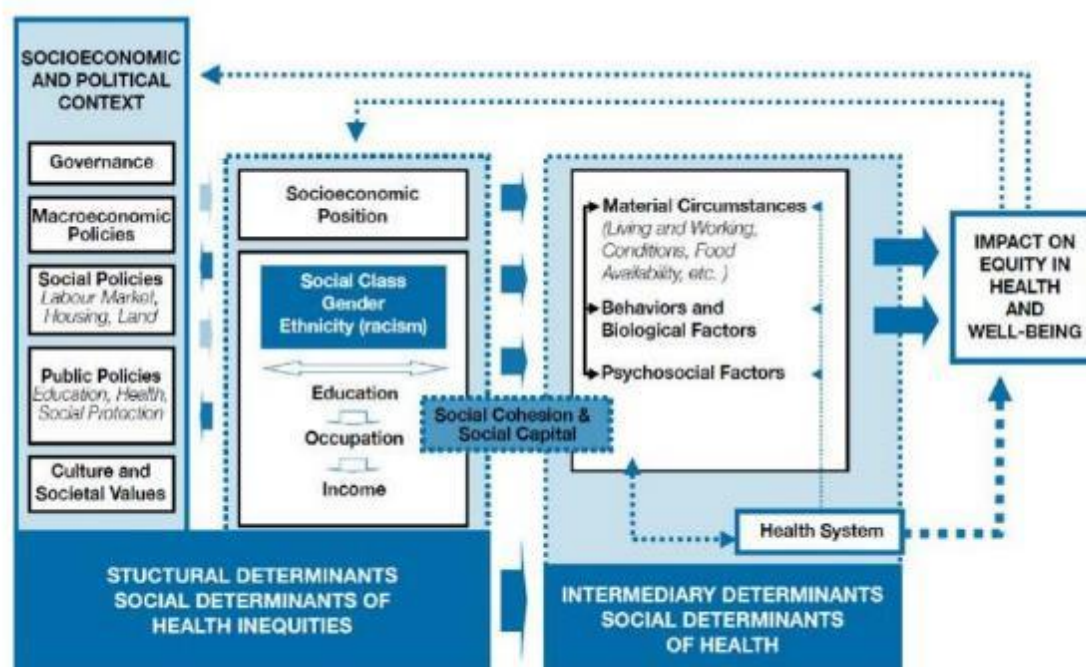 SOCIOECONOMIC
AND POLITICAL
CONTEXT
Governance
Macroeconomic
Policies
Social Policies
Labour Market,
Housing, Land
Public Policies
Education, Health,
Social Protection
Culture and
Societal Values
Socioeconomic
Position
Social Class
Gender
Ethnicity (racism)
Education
Occupation
Income
Social Cohesion &
Social Capital
Material Circumstances
(Living and Working,
Conditions, Food
Availability, etc. )
Behaviors and
Biological Factors
Psychosocial Factors
Health System
IMPACT ON
EQUITY IN
HEALTH
AND
WELL-BEING
STUCTURAL DETERMINANTS
SOCIAL DETERMINANTS OF
HEALTH INEQUITIES
INTERMEDIARY DETERMINANTS
SOCIAL DETERMINANTS
OF HEALTH